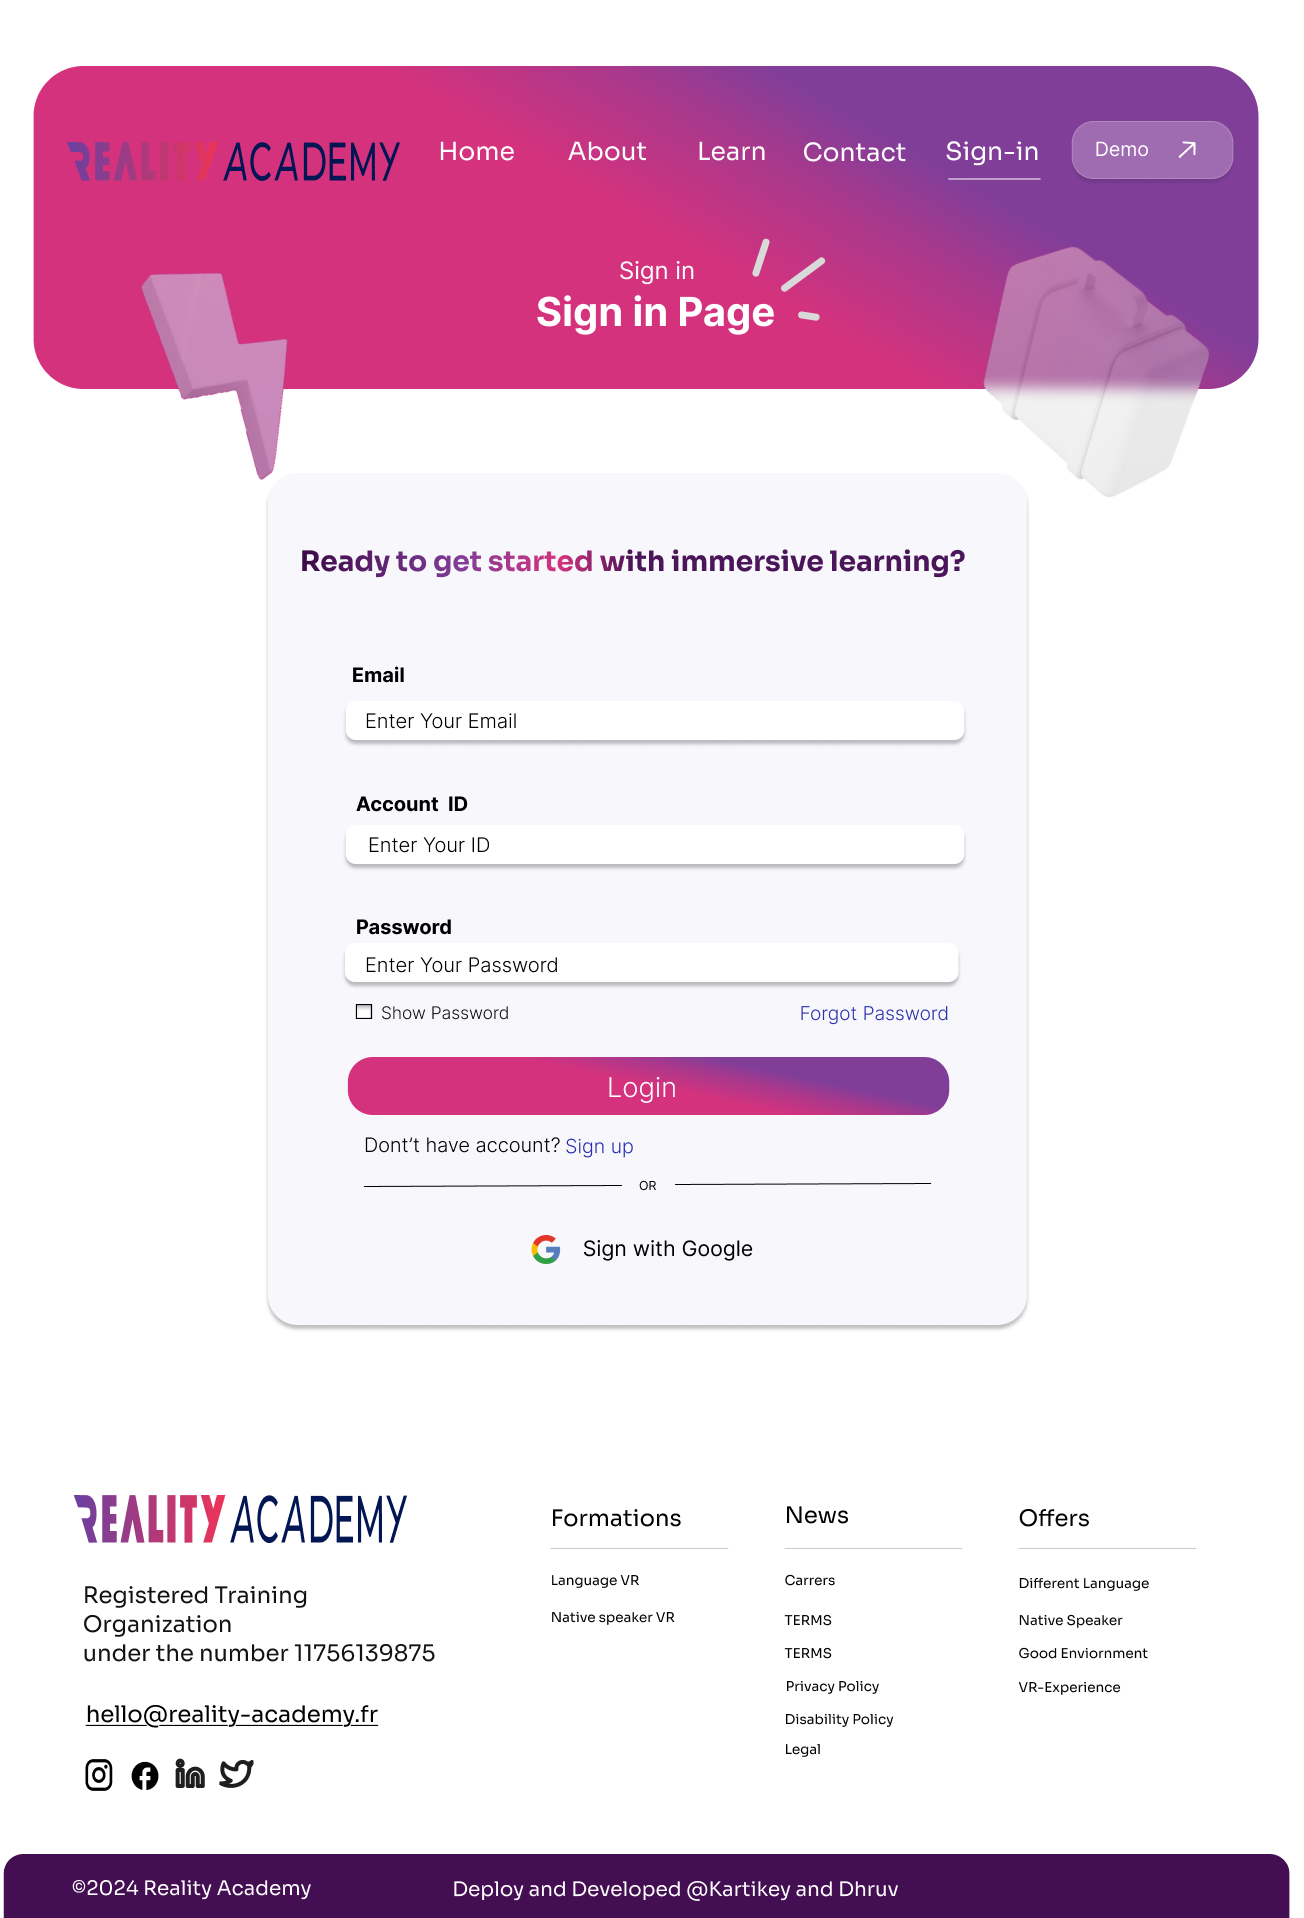 REALITY ACADEMY
Home About Learn Contact Sign-in Demo
Sign in
Sign in Page
Ready to get started with immersive learning?
Email
Enter Your Email
Account ID
Enter Your ID
Password
Enter Your Password
Show Password Forgot Password
Login
Dont’t have account? Sign up
OR
Sign with Google
REALITY ACADEMY
Registered Training
Organization
under the number 11756139875
hello@reality-academy.fr
Formations
Language VR
Native speaker VR
News
Carrers
TERMS
TERMS
Privacy Policy
Disability Policy
Legal
Offers
Different Language
Native Speaker
Good Enviornment
VR-Experience
©2024 Reality Academy
Deploy and Developed @Kartikey and Dhruv